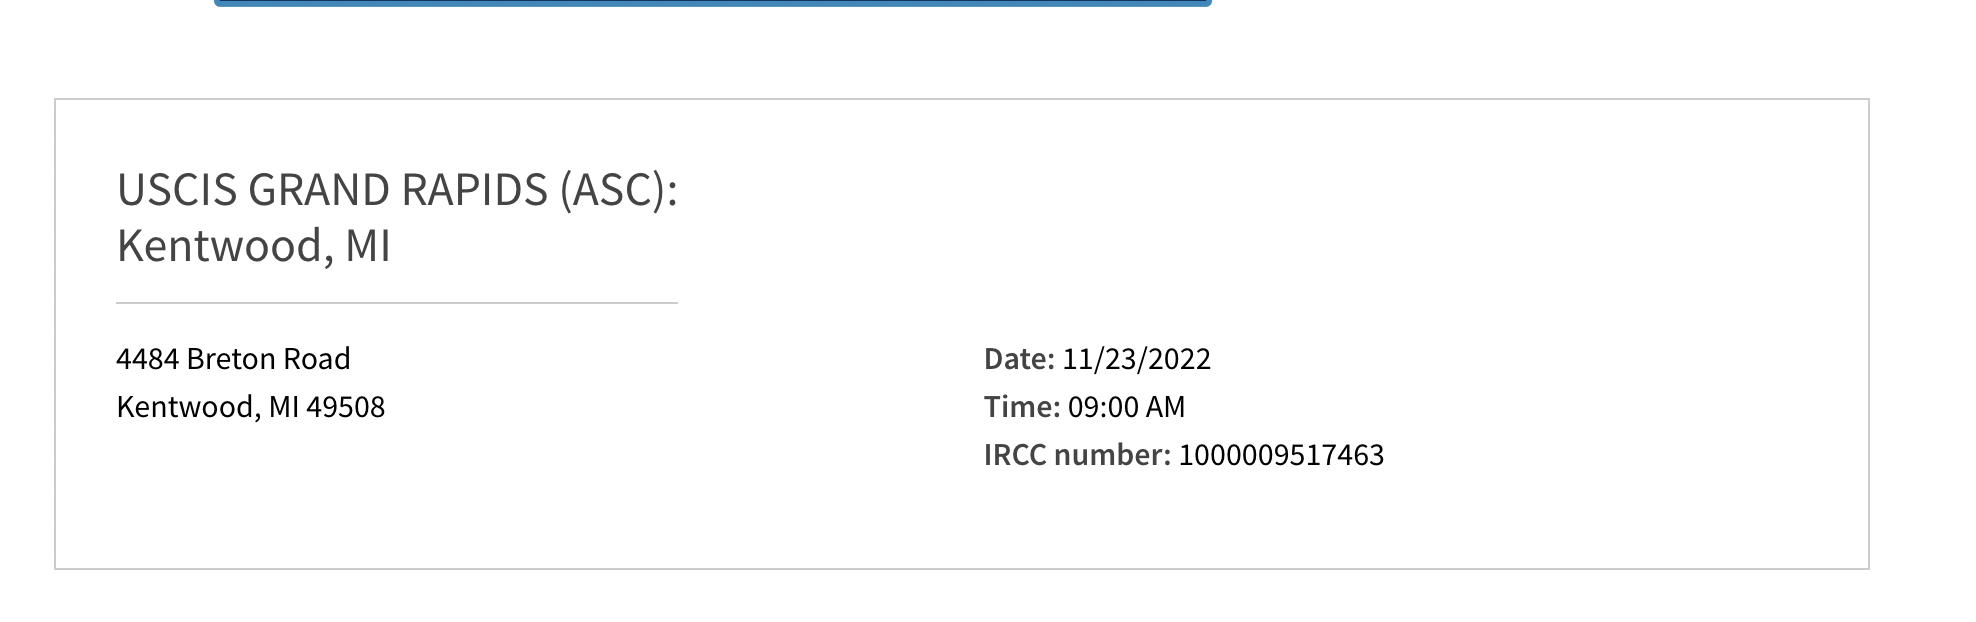 USCIS GRAND RAPIDS (ASC):
Kentwood, MI
4484 Breton Road
Kentwood, MI 49508
Date: 11/23/2022
Time: 09:00 AM
IRCC number: 1000009517463